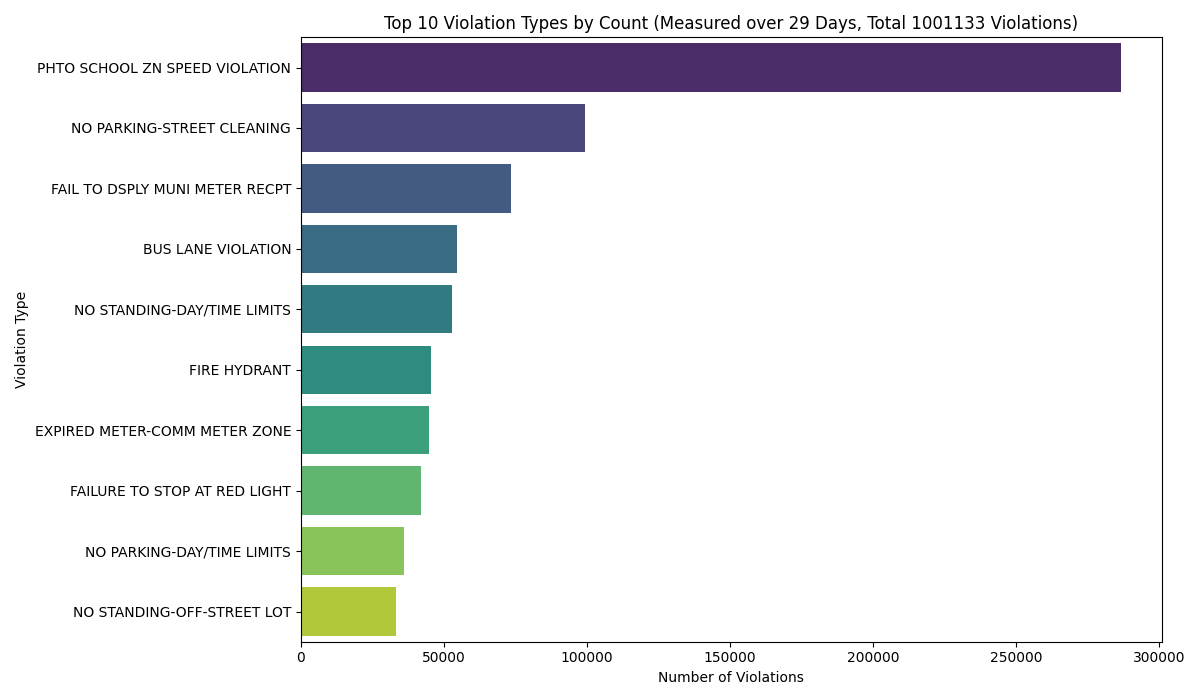 Top 10 Violation Types by Count (Measured over 29 Days, Total 1001133 Violations)
Violation Type
PHTO SCHOOL ZN SPEED VIOLATION
NO PARKING-STREET CLEANING
FAIL TO DSPLY MUNI METER RECPT
BUS LANE VIOLATION
NO STANDING-DAY/TIME LIMITS
FIRE HYDRANT
EXPIRED METER-COMM METER ZONE
FAILURE TO STOP AT RED LIGHT
NO PARKING-DAY/TIME LIMITS
NO STANDING-OFF-STREET LOT
0 50000 100000 150000 200000 250000 300000
Number of Violations